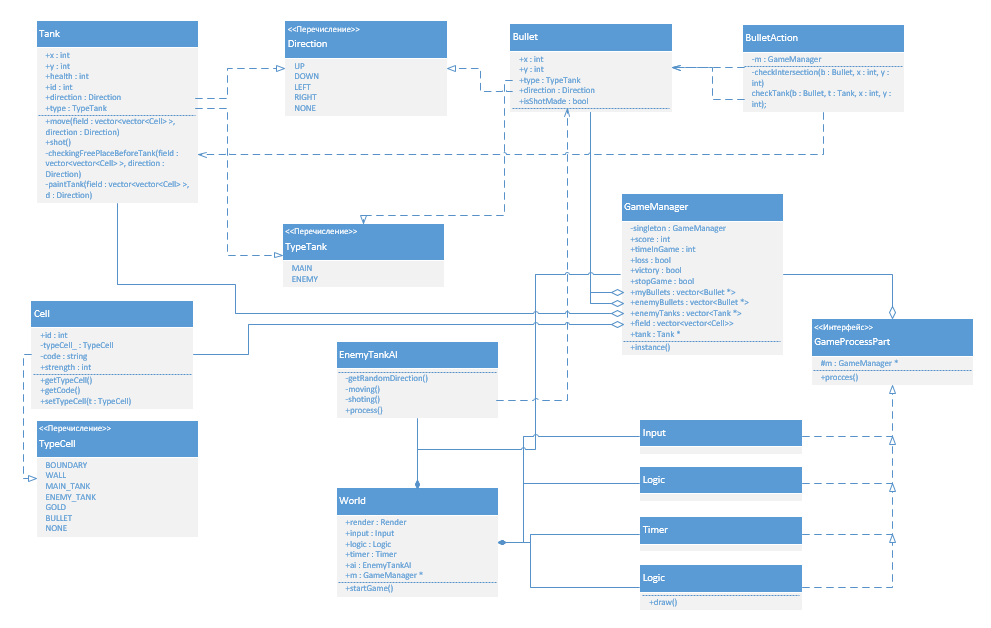 Tank
+x : int
+y : int
+health : int
+id : int
+direction : Direction
+type : TypeTank
+move(field : vector<vector<Cell> >,
direction : Direction)
+shot()
-checkingFreePlaceBeforeTank(field :
vector<vector<Cell> >, direction :
Direction)
-paintTank(field : vector<vector<Cell> >,
d : Direction)
<<Перечисление>>
Direction
UP
DOWN
LEFT
RIGHT
NONE
Bullet
+x : int
+y : int
+type : TypeTank
+direction : Direction
+isShotMade : bool
BulletAction
-m : GameManager
-checkIntersection(b : Bullet, x : int, y :
int)
checkTank(b : Bullet, t : Tank, x : int, y :
int);
<<Перечисление>>
TypeTank
MAIN
ENEMY
GameManager
-singleton : GameManager
+score : int
+timeInGame : int
+loss : bool
+victory : bool
+stopGame : bool
+myBullets : vector<Bullet *>
+enemyBullets : vector<Bullet *>
+enemyTanks : vector<Tank *>
+field : vector<vector<Cell>>
+tank : Tank *
+instance()
Cell
+id : int
-typeCell_ : TypeCell
-code : string
+strength : int
+getTypeCell()
+getCode()
+setTypeCell(t : TypeCell)
<<Интерфейс>>
GameProcessPart
#m : GameManager *
+procces()
EnemyTankAI
-getRandomDirection()
-moving()
-shoting()
+process()
<<Перечисление>>
TypeCell
BOUNDARY
WALL
MAIN_TANK
ENEMY_TANK
GOLD
BULLET
NONE
World
+render : Render
+input : Input
+logic : Logic
+timer : Timer
+ai : EnemyTankAI
+m : GameManager *
+startGame()
Input
Logic
Timer
Logic
+draw()